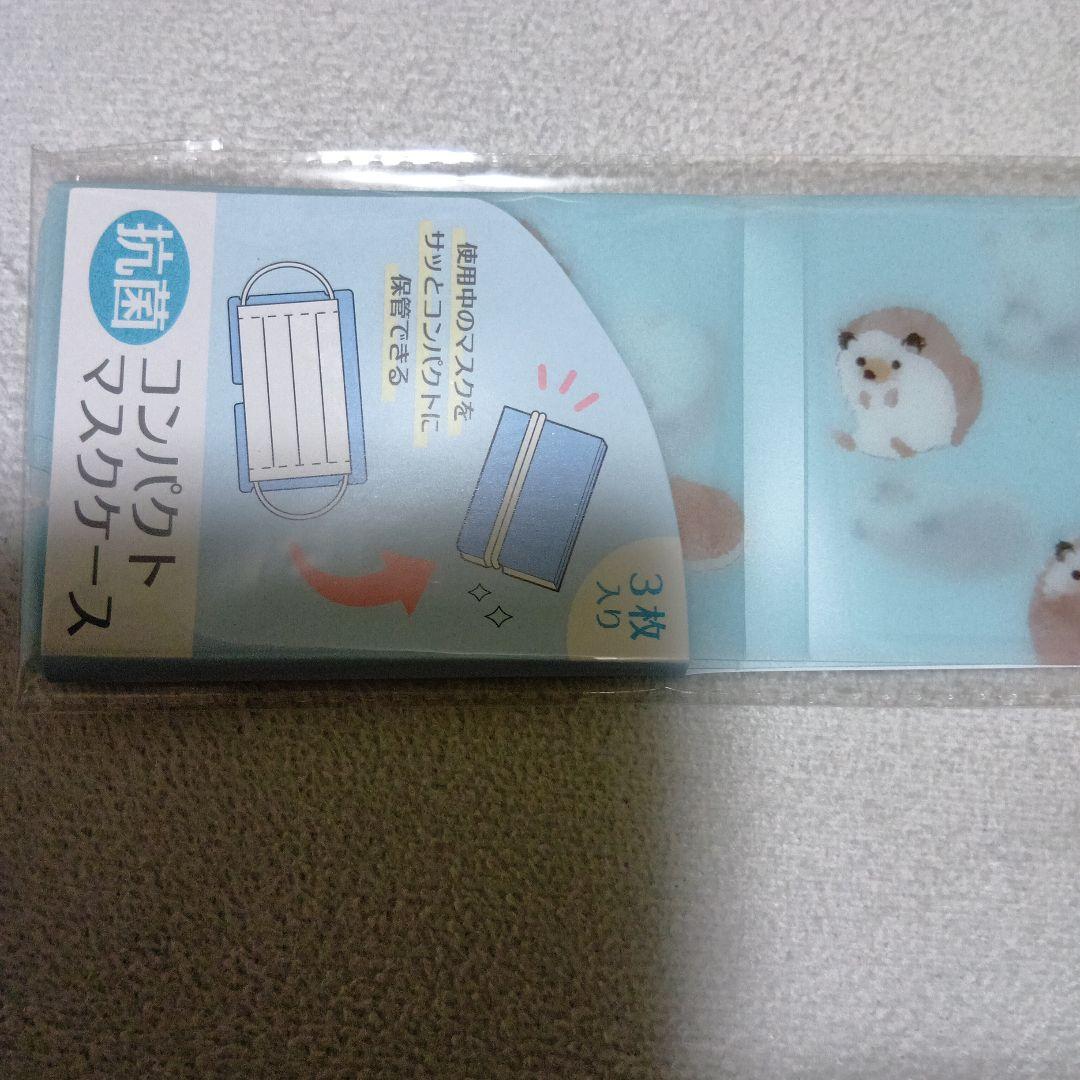 抗菌
コンパクト
マスクケース
使用中のマスクを
サッとコンパクトに
保管できる
3枚
入り